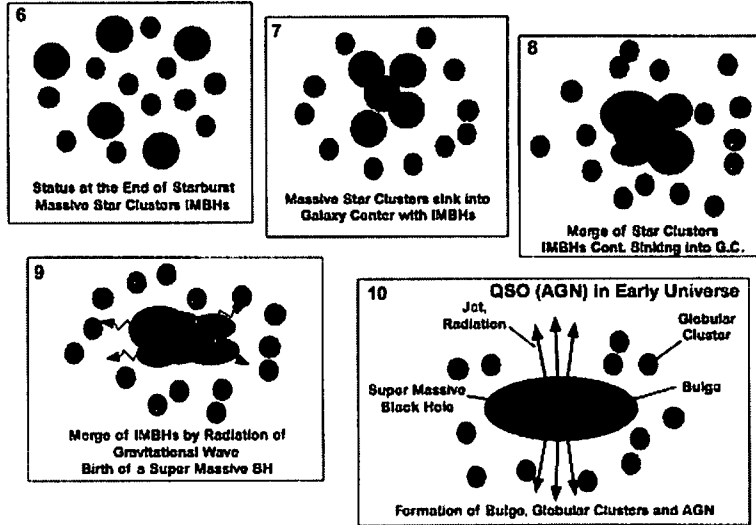 6
Status at the End of Starburst
Massive Star Clusters IMBHs
7
Massive Star Clusters sink into
Galaxy Center with IMBHs
8
Merge of Star Clusters
IMBHs Cont. Sinking into G.C.
9
Merge of IMBHs by Radiation of
Gravitational Wave
Birth of a Super Massive BH
10
QSO (AGN) in Early Universe
Jet,
Radiation
Globular
Cluster
Super Massive
Black Hole
Bulge
Formation of Bulge, Globular Clusters and AGN